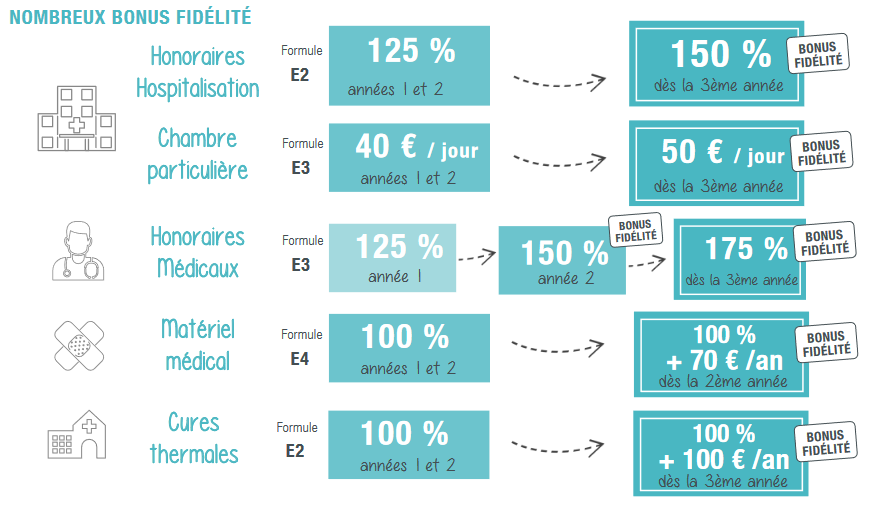 NOMBREUX BONUS FIDÉLITÉ
Honoraires
Hospitalisation
Formule
E2
125 %
années 1 et 2
150 %
dès la 3ème année
BONUS
FIDÉLITÉ
Chambre
particulière
Formule
E3
40 € / jour
années 1 et 2
50 € / jour
dès la 3ème année
BONUS
FIDÉLITÉ
Honoraires
Médicaux
Formule
E3
125 %
année 1
150 %
année 2
BONUS
FIDÉLITÉ
175 %
dès la 3ème année
BONUS
FIDÉLITÉ
Matériel
médical
Formule
E4
100 %
années 1 et 2
100 %
+ 70 € /an
dès la 2ème année
BONUS
FIDÉLITÉ
Cures
thermales
Formule
E2
100 %
années 1 et 2
100 %
+ 100 € /an
dès la 3ème année
BONUS
FIDÉLITÉ